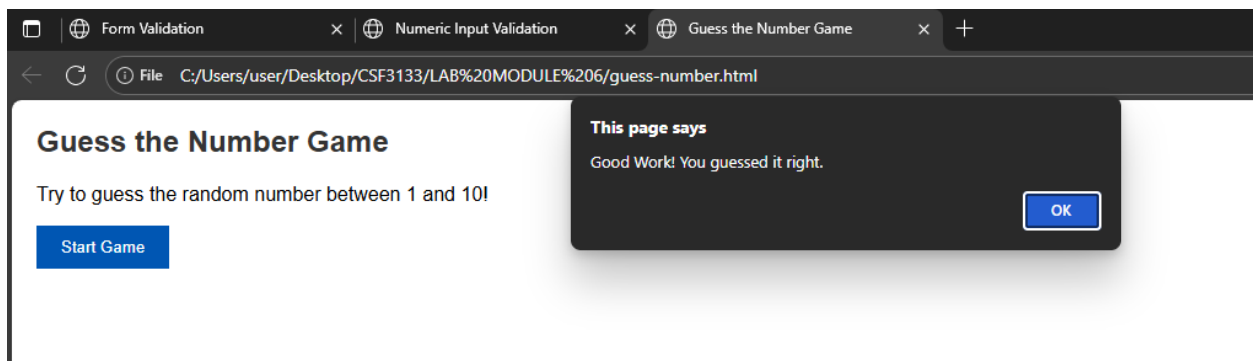 Form Validation
Numeric Input Validation
Guess the Number Game
File C:/Users/user/Desktop/CSF3133/LAB%20MODULE%206/guess-number.html
Guess the Number Game
Try to guess the random number between 1 and 10!
Start Game
This page says
Good Work! You guessed it right.
OK